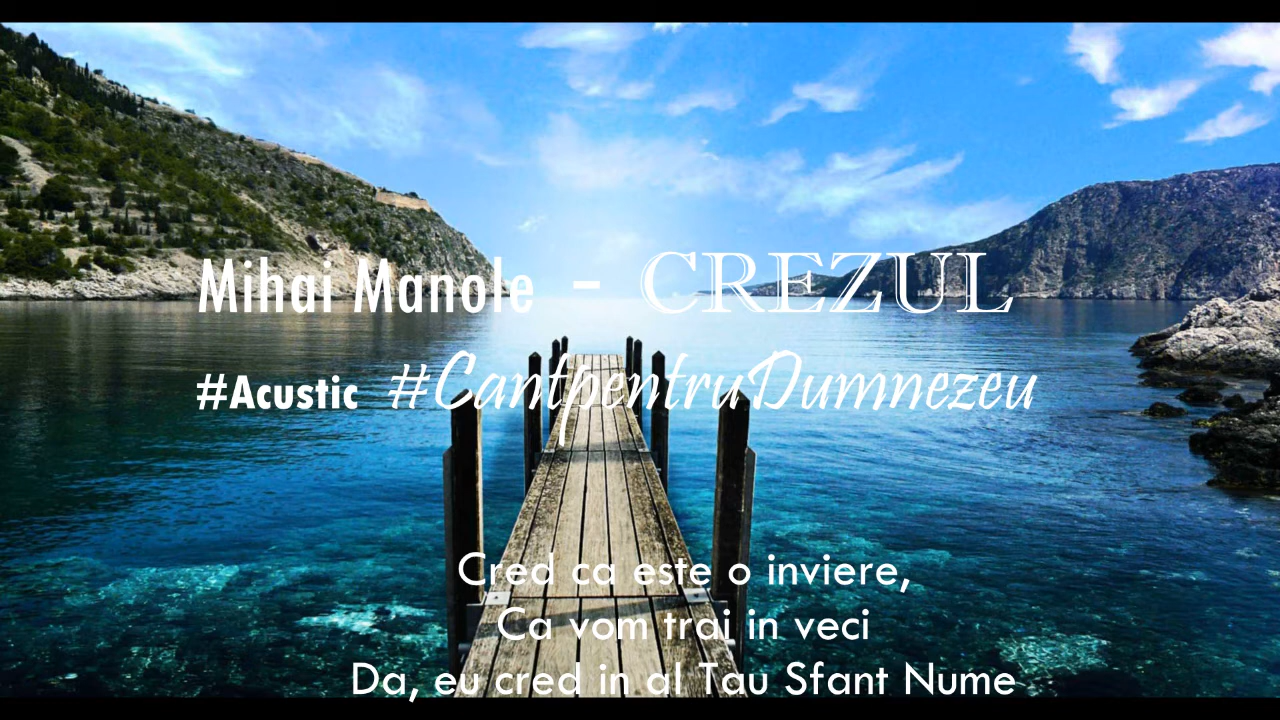 Mihai Manole - CREZUL
#Acustic #CantpentruDumnezeu
Cred ca este o inviere,
Ca vom trai in veci
Da, eu cred in al Tau Sfant Nume